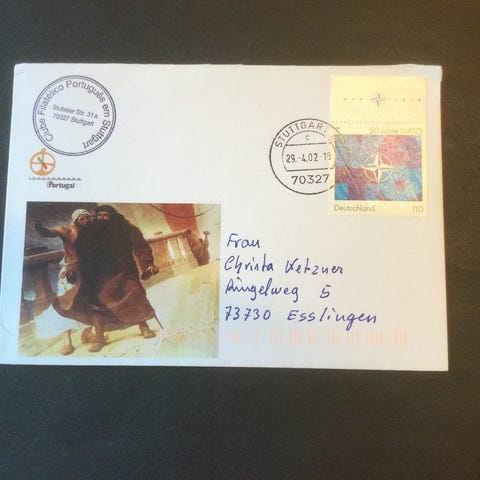 Clube Filatélico Português em Stuttgart
Stubaier Str. 31a
70327 Stuttgart
Portugal
STUTTGART
c
29.-4.02-18
70327
50 Jahre NATO
Deutschland 110
Frau
Christa Ketzner
5
73730 Esslingen